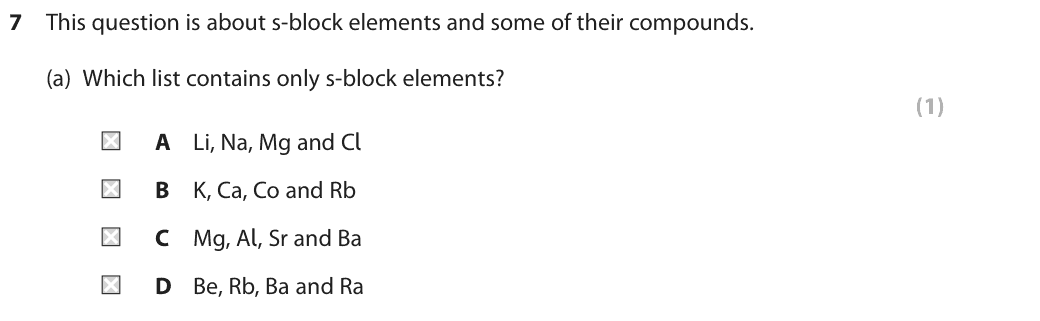 7 This question is about s-block elements and some of their compounds.
(a) Which list contains only s-block elements?
(1)
A Li, Na, Mg and Cl
B K, Ca, Co and Rb
C Mg, Al, Sr and Ba
D Be, Rb, Ba and Ra